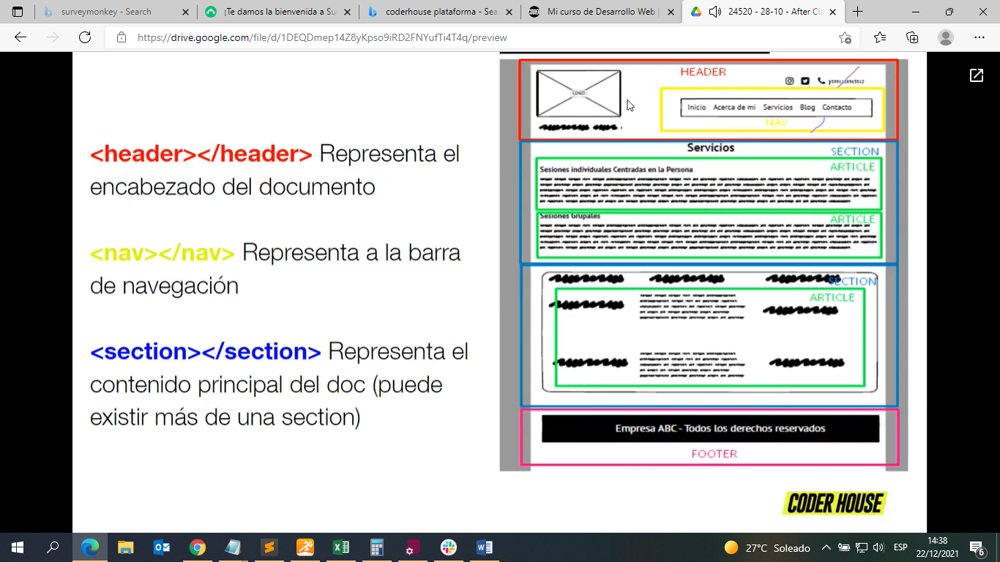 surveymonkey - Search
¡Te damos la bienvenida a Su
coderhouse plataforma - Sea
Mi curso de Desarrollo Web |
24520 - 28-10 - After Cla
https://drive.google.com/file/d/1DEQDmep14Z8yKpso9iRD2FNYufTi4T4q/preview
<header></header> Representa el
encabezado del documento
<nav></nav> Representa a la barra
de navegación
<section></section> Representa el
contenido principal del doc (puede
existir más de una section)
HEADER
LOGO
Inicio Acerca de mi Servicios Blog Contacto
NAV
Servicios
SECTION
ARTICLE
Sesiones individuales Centradas en la Persona
ARTICLE
Sesiones Grupales
SECTION
ARTICLE
Empresa ABC - Todos los derechos reservados
FOOTER
CODER HOUSE
27°C Soleado
ESP
14:38
22/12/2021
6